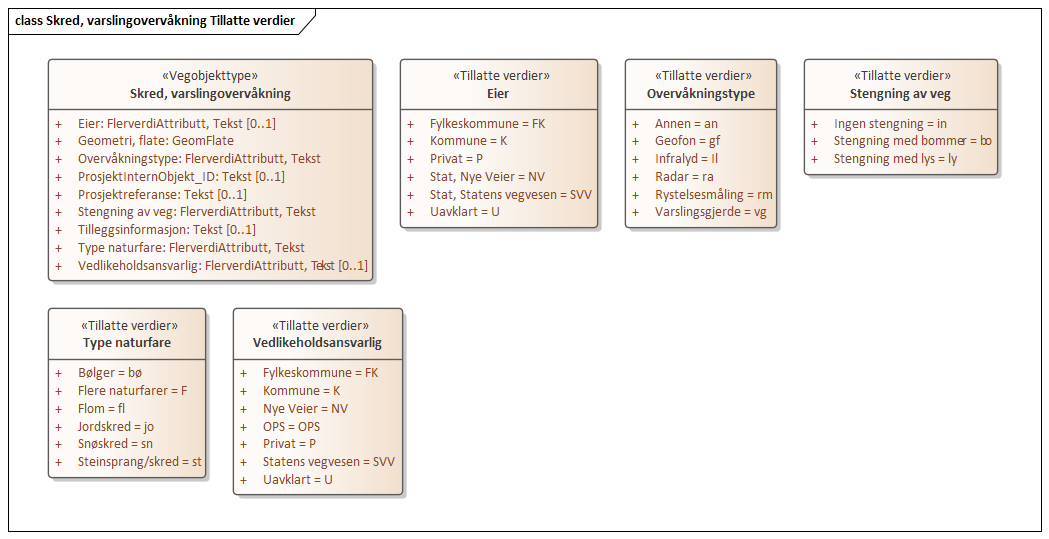 class Skred, varslingovervåkning Tillatte verdier
«Vegobjekttype»
Skred, varslingovervåkning
+ Eier: FlerverdiAttributt, Tekst [0..1]
+ Geometri, flate: GeomFlate
+ Overvåkningstype: FlerverdiAttributt, Tekst
+ ProsjektInternObjekt_ID: Tekst [0..1]
+ Prosjektreferanse: Tekst [0..1]
+ Stengning av veg: FlerverdiAttributt, Tekst
+ Tilleggsinformasjon: Tekst [0..1]
+ Type naturfare: FlerverdiAttributt, Tekst
+ Vedlikeholdsansvarlig: FlerverdiAttributt, Tekst [0..1]
«Tillatte verdier»
Eier
+ Fylkeskommune = FK
+ Kommune = K
+ Privat = P
+ Stat, Nye Veier = NV
+ Stat, Statens vegvesen = SVV
+ Uavklart = U
«Tillatte verdier»
Overvåkningstype
+ Annen = an
+ Geofon = gf
+ Infralyd = Il
+ Radar = ra
+ Rystelsesmåling = rm
+ Varslingsgjerde = vg
«Tillatte verdier»
Stengning av veg
+ Ingen stengning = in
+ Stengning med bommer = bo
+ Stengning med lys = ly
«Tillatte verdier»
Type naturfare
+ Bølger = bø
+ Flere naturfarer = F
+ Flom = fl
+ Jordskred = jo
+ Snøskred = sn
+ Steinsprang/skred = st
«Tillatte verdier»
Vedlikeholdsansvarlig
+ Fylkeskommune = FK
+ Kommune = K
+ Nye Veier = NV
+ OPS = OPS
+ Privat = P
+ Statens vegvesen = SVV
+ Uavklart = U